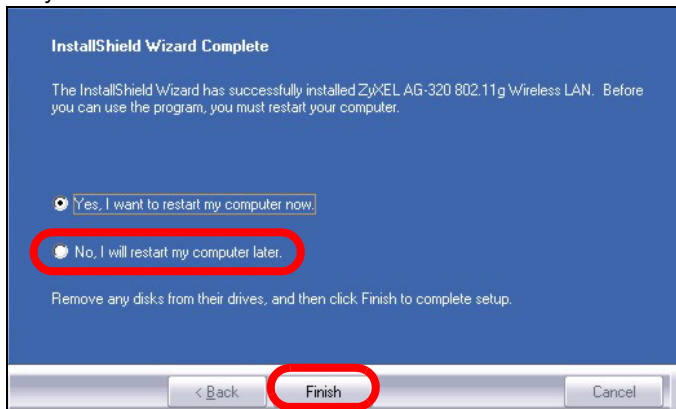 InstallShield Wizard Complete
The InstallShield Wizard has successfully installed ZyXEL AG-320 802.11g Wireless LAN. Before
you can use the program, you must restart your computer.
Yes, I want to restart my computer now.
No, I will restart my computer later.
Remove any disks from their drives, and then click Finish to complete setup.
< Back
Finish
Cancel